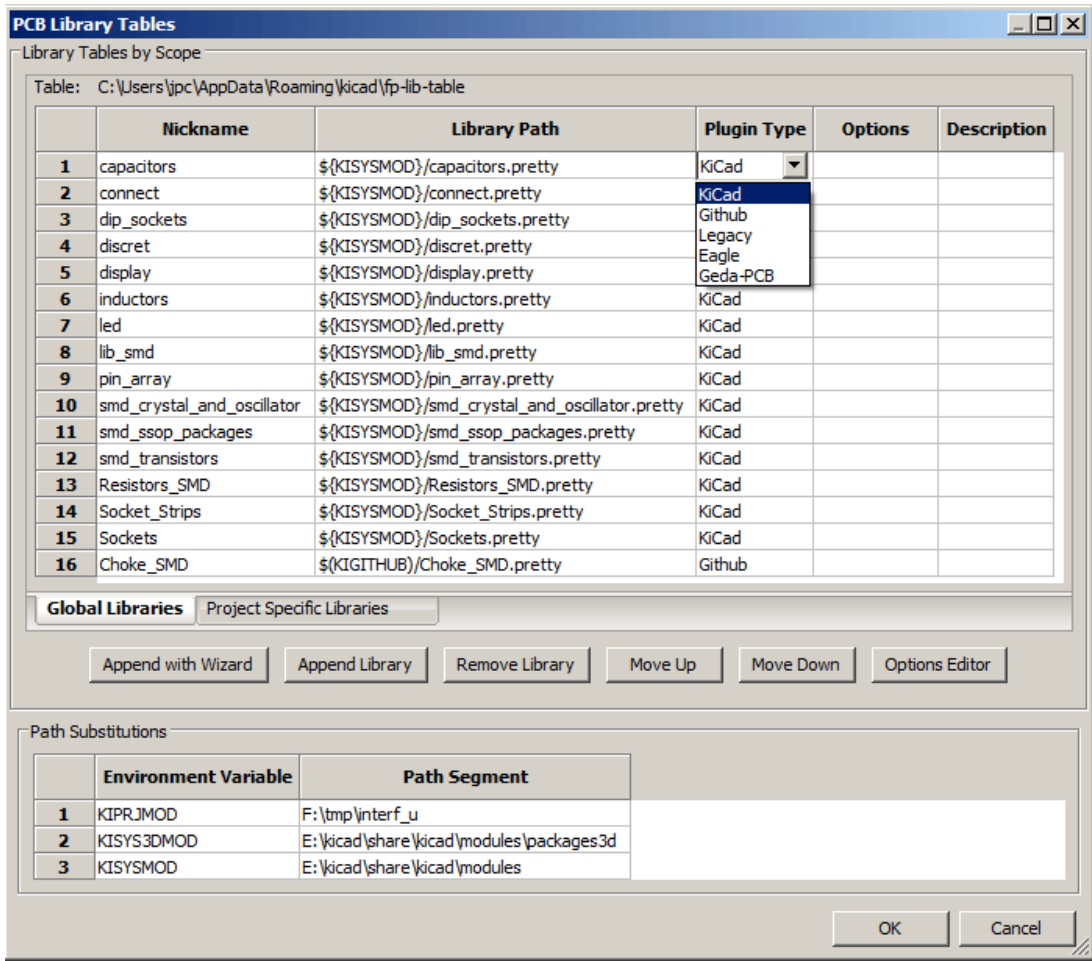 PCB Library Tables
Library Tables by Scope
Table: C:\Users\jpc\AppData\Roaming\kicad\fp-lib-table
Nickname Library Path Plugin Type Options Description
1 capacitors ${KISYSMOD}/capacitors.pretty KiCad
2 connect ${KISYSMOD}/connect.pretty KiCad
3 dip_sockets ${KISYSMOD}/dip_sockets.pretty Github
4 discret ${KISYSMOD}/discret.pretty Legacy
Eagle
5 display ${KISYSMOD}/display.pretty Geda-PCB
6 inductors ${KISYSMOD}/inductors.pretty KiCad
7 led ${KISYSMOD}/led.pretty KiCad
8 lib_smd ${KISYSMOD}/lib_smd.pretty KiCad
9 pin_array ${KISYSMOD}/pin_array.pretty KiCad
10 smd_crystal_and_oscillator ${KISYSMOD}/smd_crystal_and_oscillator.pretty KiCad
11 smd_ssop_packages ${KISYSMOD}/smd_ssop_packages.pretty KiCad
12 smd_transistors ${KISYSMOD}/smd_transistors.pretty KiCad
13 Resistors_SMD ${KISYSMOD}/Resistors_SMD.pretty KiCad
14 Socket_Strips ${KISYSMOD}/Socket_Strips.pretty KiCad
15 Sockets ${KISYSMOD}/Sockets.pretty KiCad
16 Choke_SMD $(KIGITHUB)/Choke_SMD.pretty Github
Global Libraries Project Specific Libraries
Append with Wizard Append Library Remove Library Move Up Move Down Options Editor
Path Substitutions
Environment Variable Path Segment
1 KIPRJMOD F:\tmp\interf_u
2 KISYS3DMOD E:\kicad\share\kicad\modules\packages3d
3 KISYSMOD E:\kicad\share\kicad\modules
OK Cancel